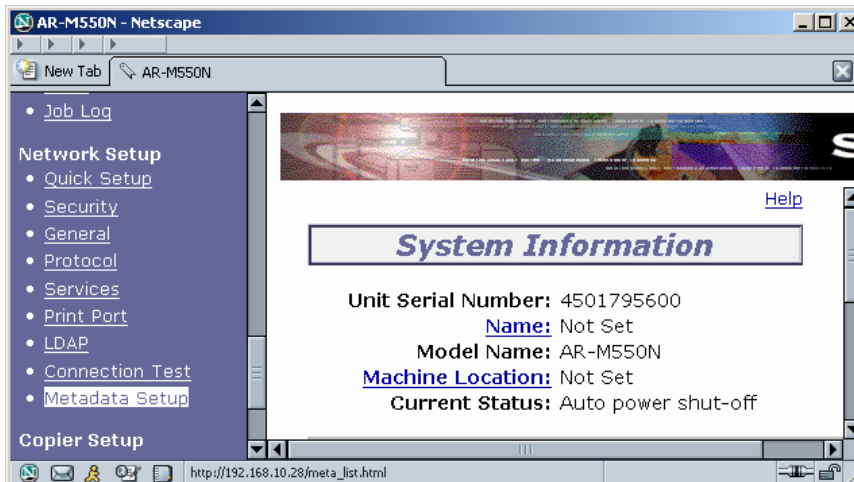 AR-M550N - Netscape
New Tab
AR-M550N
Job Log
Network Setup
Quick Setup
Security
General
Protocol
Services
Print Port
LDAP
Connection Test
Metadata Setup
Copier Setup
Help
System Information
Unit Serial Number: 4501795600
Name: Not Set
Model Name: AR-M550N
Machine Location: Not Set
Current Status: Auto power shut-off
http://192.168.10.28/meta_list.html